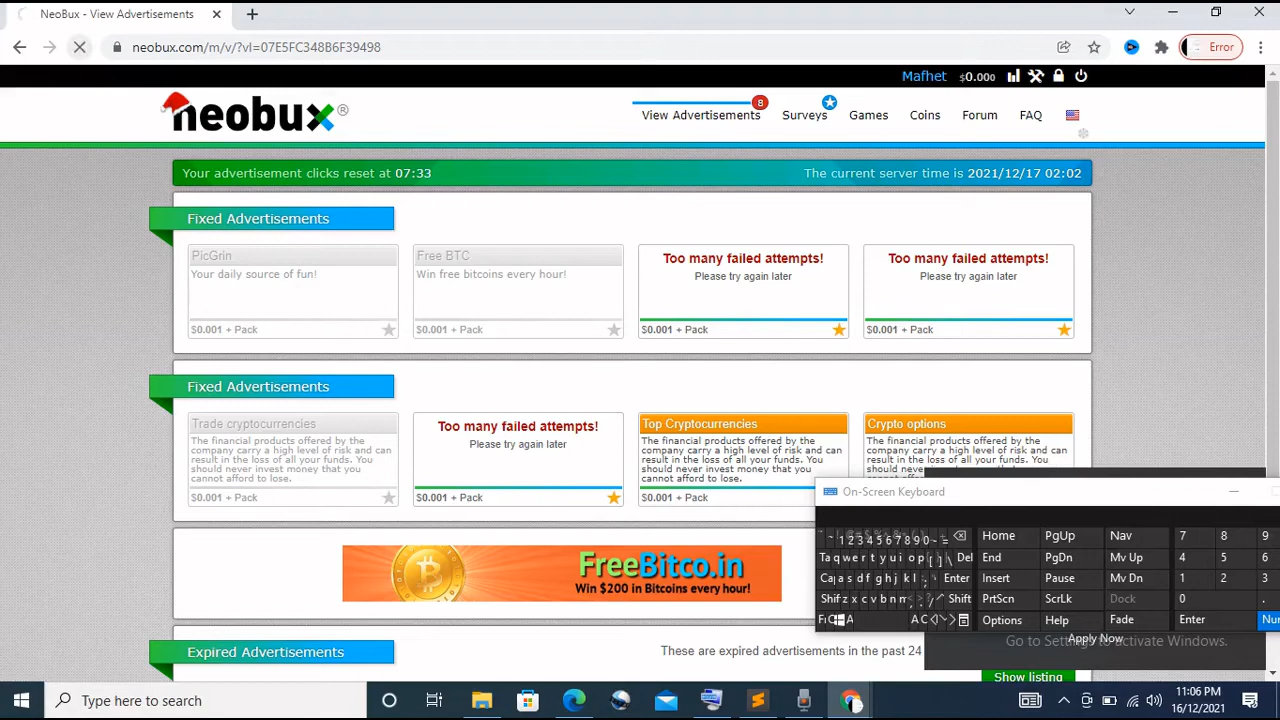 NeoBux - View Advertisements
neobux.com/m/v/?vl=07E5FC348B6F39498
Error
Mafhet $0.000
neobux®
View Advertisements 8 Surveys Games Coins Forum FAQ
Your advertisement clicks reset at 07:33
The current server time is 2021/12/17 02:02
Fixed Advertisements
PicGrin
Your daily source of fun!
$0.001 + Pack
Free BTC
Win free bitcoins every hour!
$0.001 + Pack
Too many failed attempts!
Please try again later
$0.001 + Pack
Too many failed attempts!
Please try again later
$0.001 + Pack
Fixed Advertisements
Trade cryptocurrencies
The financial products offered by the
company carry a high level of risk and can
result in the loss of all your funds. You
should never invest money that you
cannot afford to lose.
$0.001 + Pack
Too many failed attempts!
Please try again later
$0.001 + Pack
Top Cryptocurrencies
The financial products offered by the
company carry a high level of risk and can
result in the loss of all your funds. You
should never invest money that you
cannot afford to lose.
$0.001 + Pack
Crypto options
The financial products offered by the
company carry a high level of risk and can
result in the loss of all your funds. You
FreeBitco.in
Win $200 in Bitcoins every hour!
Expired Advertisements
These are expired advertisements in the past 24
Show listing
On-Screen Keyboard
1 2 3 4 5 6 7 8 9 0 - = Home PgUp Nav 7 8 9
Ta q w e r t y u i o p [ ] \ Del End PgDn Mv Up 4 5 6
Ca a s d f g h j k l ; ' Enter Insert Pause Mv Dn 1 2 3
Shif z x c v b n m , . / ^ Shift PrtScn ScrLk Dock 0 .
A A C < > Options Help Fade Enter Nu
Apply Now
Go to Settings to activate Windows.
Type here to search
11:06 PM
16/12/2021